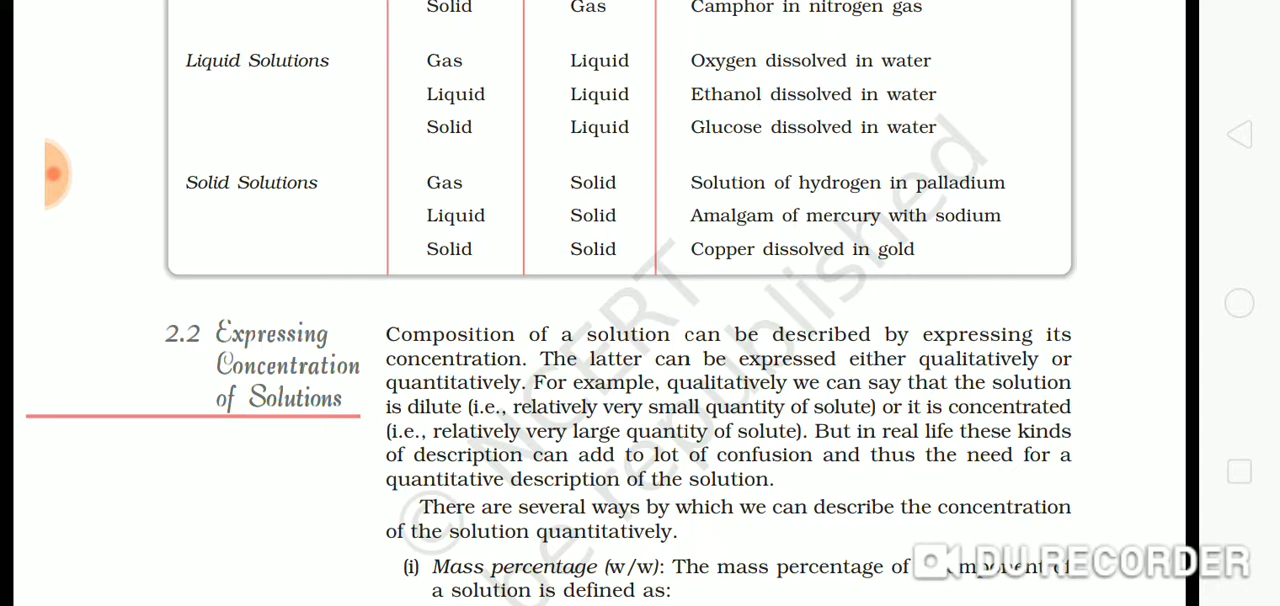 Solid Gas Camphor in nitrogen gas
Liquid Solutions Gas Liquid Oxygen dissolved in water
Liquid Liquid Ethanol dissolved in water
Solid Liquid Glucose dissolved in water
Solid Solutions Gas Solid Solution of hydrogen in palladium
Liquid Solid Amalgam of mercury with sodium
Solid Solid Copper dissolved in gold
2.2 Expressing
Concentration
of Solutions
Composition of a solution can be described by expressing its
concentration. The latter can be expressed either qualitatively or
quantitatively. For example, qualitatively we can say that the solution
is dilute (i.e., relatively very small quantity of solute) or it is concentrated
(i.e., relatively very large quantity of solute). But in real life these kinds
of description can add to lot of confusion and thus the need for a
quantitative description of the solution.
There are several ways by which we can describe the concentration
of the solution quantitatively.
(i) Mass percentage (w/w): The mass percentage of
a solution is defined as:
© NCERT
be republished
DU RECORDER